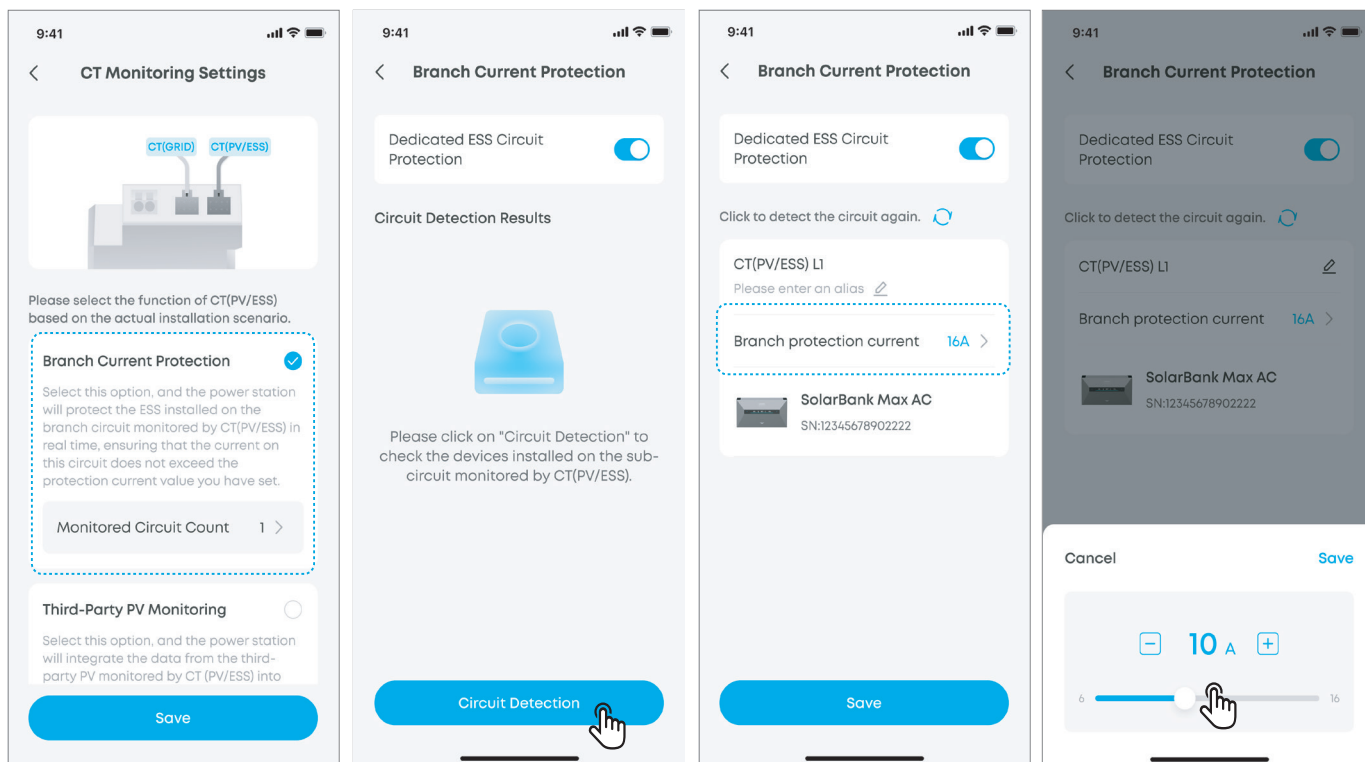 9:41
CT Monitoring Settings
CT(GRID)
CT(PV/ESS)
Please select the function of CT(PV/ESS)
based on the actual installation scenario.
Branch Current Protection
Select this option, and the power station
will protect the ESS installed on the
branch circuit monitored by CT(PV/ESS) in
real time, ensuring that the current on
this circuit does not exceed the
protection current value you have set.
Monitored Circuit Count 1
Third-Party PV Monitoring
Select this option, and the power station
will integrate the data from the third-
party PV monitored by CT (PV/ESS) into
Save
9:41
Branch Current Protection
Dedicated ESS Circuit
Protection
Circuit Detection Results
Please click on "Circuit Detection" to
check the devices installed on the sub-
circuit monitored by CT(PV/ESS).
Circuit Detection
9:41
Branch Current Protection
Dedicated ESS Circuit
Protection
Click to detect the circuit again.
CT(PV/ESS) L1
Please enter an alias
Branch protection current 16A
SolarBank Max AC
SN:12345678902222
Save
9:41
Branch Current Protection
Dedicated ESS Circuit
Protection
Click to detect the circuit again.
CT(PV/ESS) L1
Branch protection current 16A
SolarBank Max AC
SN:12345678902222
Cancel Save
10 A
6 16